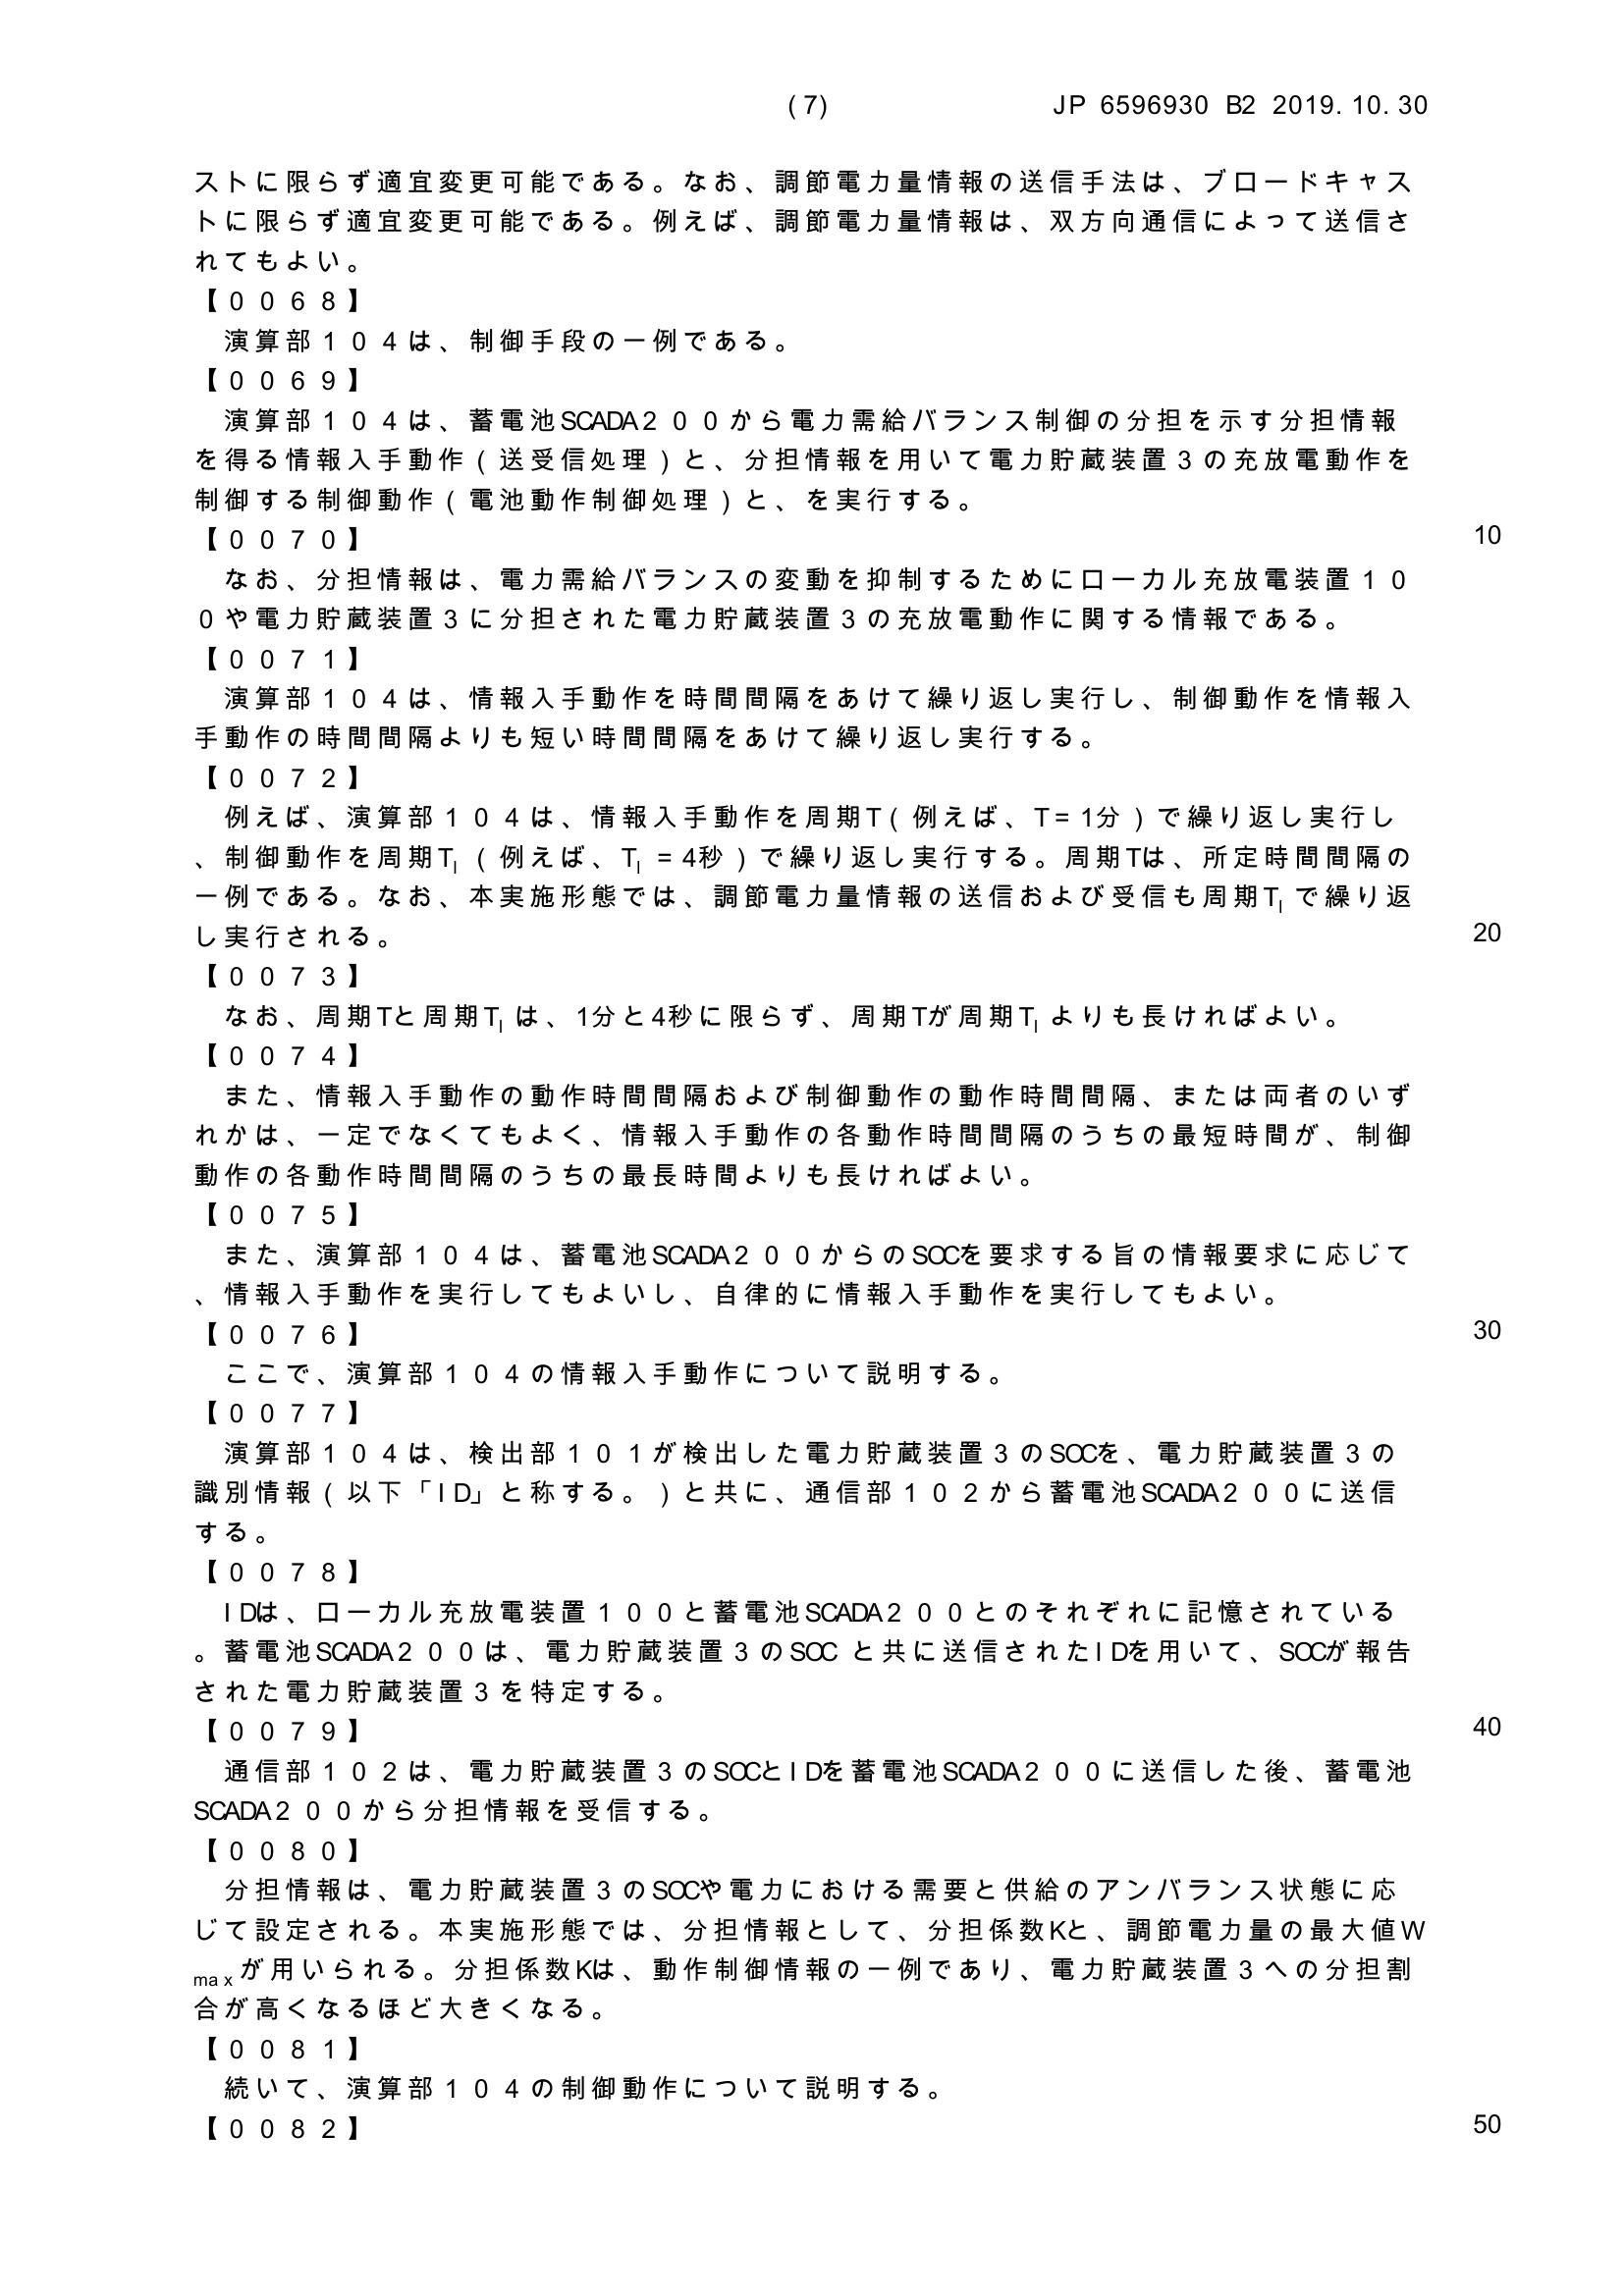 (7) JP 6596930 B2 2019.10.30
ストに限らず適宜変更可能である。なお、調節電力量情報の送信手法は、ブロードキャス
トに限らず適宜変更可能である。例えば、調節電力量情報は、双方向通信によって送信さ
れてもよい。
【００６８】
　演算部１０４は、制御手段の一例である。
【００６９】
　演算部１０４は、蓄電池SCADA２００から電力需給バランス制御の分担を示す分担情報
を得る情報入手動作(送受信処理)と、分担情報を用いて電力貯蔵装置３の充放電動作を
制御する制御動作(電池動作制御処理)と、を実行する。
【００７０】 10
　なお、分担情報は、電力需給バランスの変動を抑制するためにローカル充放電装置１０
０や電力貯蔵装置３に分担された電力貯蔵装置３の充放電動作に関する情報である。
【００７１】
　演算部１０４は、情報入手動作を時間間隔をあけて繰り返し実行し、制御動作を情報入
手動作の時間間隔よりも短い時間間隔をあけて繰り返し実行する。
【００７２】
　例えば、演算部１０４は、情報入手動作を周期T(例えば、T=1分)で繰り返し実行し
、制御動作を周期Tl(例えば、Tl=4秒)で繰り返し実行する。周期Tは、所定時間間隔の
一例である。なお、本実施形態では、調節電力量情報の送信および受信も周期Tlで繰り返
し実行される。 20
【００７３】
　なお、周期Tと周期Tlは、1分と4秒に限らず、周期Tが周期Tlよりも長ければよい。
【００７４】
　また、情報入手動作の動作時間間隔および制御動作の動作時間間隔、または両者のいず
れかは、一定でなくてもよく、情報入手動作の各動作時間間隔のうちの最短時間が、制御
動作の各動作時間間隔のうちの最長時間よりも長ければよい。
【００７５】
　また、演算部１０４は、蓄電池SCADA２００からのSOCを要求する旨の情報要求に応じて
、情報入手動作を実行してもよいし、自律的に情報入手動作を実行してもよい。
【００７６】 30
　ここで、演算部１０４の情報入手動作について説明する。
【００７７】
　演算部１０４は、検出部１０１が検出した電力貯蔵装置３のSOCを、電力貯蔵装置３の
識別情報(以下「ID」と称する。)と共に、通信部１０２から蓄電池SCADA２００に送信
する。
【００７８】
　IDは、ローカル充放電装置１００と蓄電池SCADA２００とのそれぞれに記憶されている
。蓄電池SCADA２００は、電力貯蔵装置３のSOC と共に送信されたIDを用いて、SOCが報告
された電力貯蔵装置３を特定する。
【００７９】 40
　通信部１０２は、電力貯蔵装置３のSOCとIDを蓄電池SCADA２００に送信した後、蓄電池
SCADA２００から分担情報を受信する。
【００８０】
　分担情報は、電力貯蔵装置３のSOCや電力における需要と供給のアンバランス状態に応
じて設定される。本実施形態では、分担情報として、分担係数Kと、調節電力量の最大値W
maxが用いられる。分担係数Kは、動作制御情報の一例であり、電力貯蔵装置３への分担割
合が高くなるほど大きくなる。
【００８１】
　続いて、演算部１０４の制御動作について説明する。
【００８２】 50